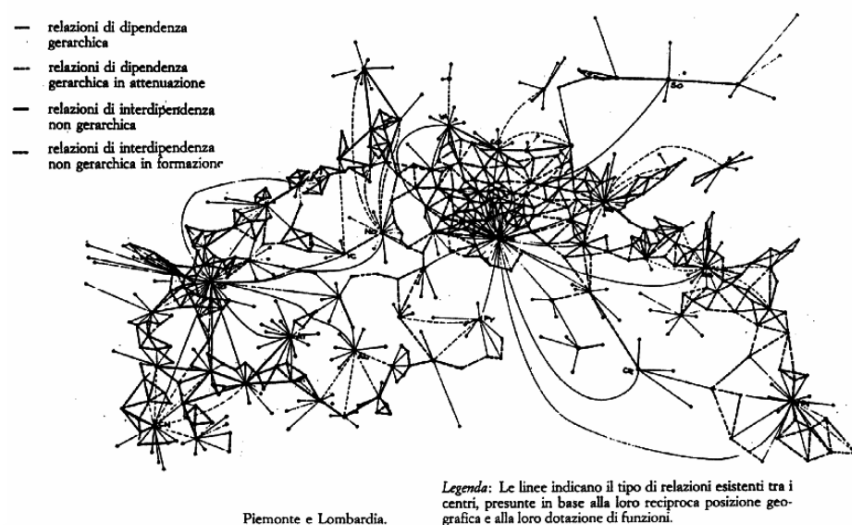 relazioni di dipendenza
gerarchica
relazioni di dipendenza
gerarchica in attenuazione
relazioni di interdipendenza
non gerarchica
relazioni di interdipendenza
non gerarchica in formazione
So
CR
Legenda: Le linee indicano il tipo di relazioni esistenti tra i
centri, presunte in base alla loro reciproca posizione geo-
grafica e alla loro dotazione di funzioni.
Piemonte e Lombardia.